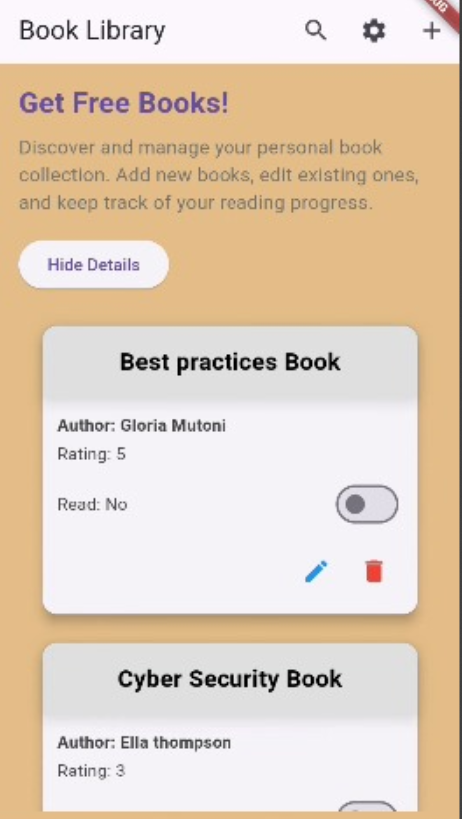 Book Library
Get Free Books!
Discover and manage your personal book
collection. Add new books, edit existing ones,
and keep track of your reading progress.
Hide Details
Best practices Book
Author: Gloria Mutoni
Rating: 5
Read: No
Cyber Security Book
Author: Ella thompson
Rating: 3